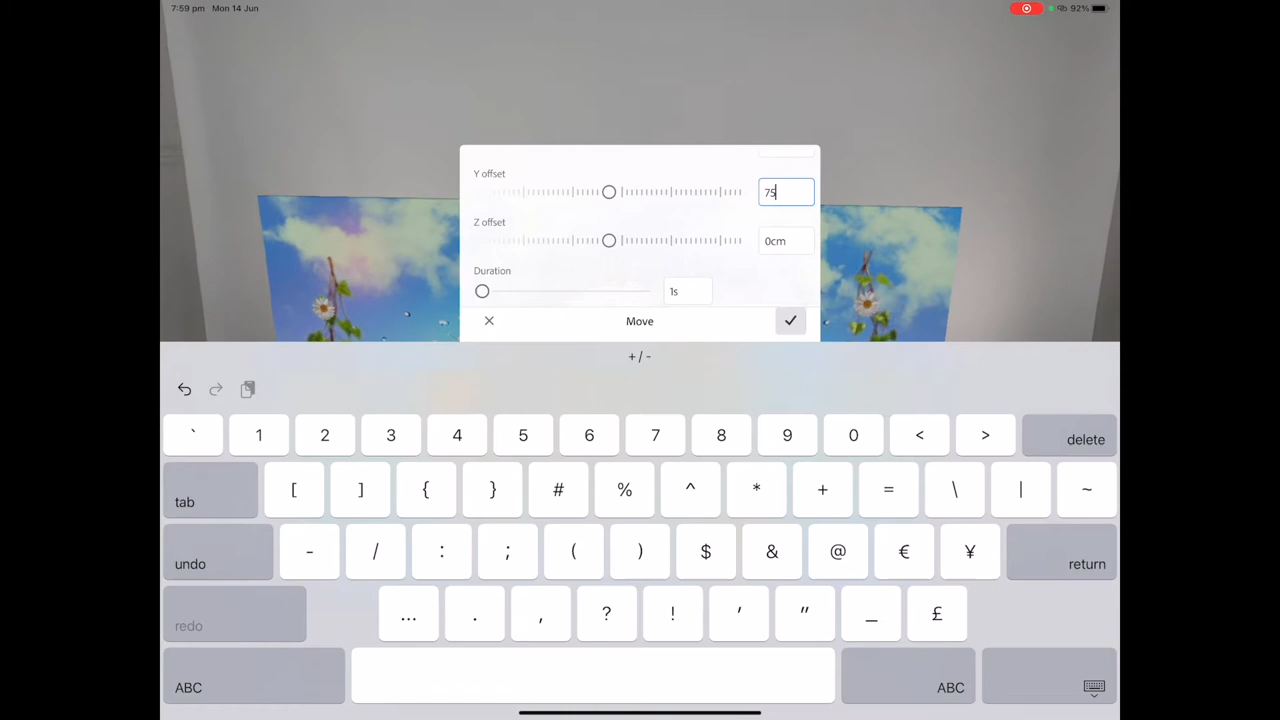 7:59 pm Mon 14 Jun 92%
Y offset
75
Z offset
0cm
Duration
1s
Move
+ / -
` 1 2 3 4 5 6 7 8 9 0 < > delete
tab [ ] { } # % ^ * + = \ | ~
undo - / : ; ( ) $ & @ € ¥ return
redo ... . , ? ! ' " _ £
ABC ABC